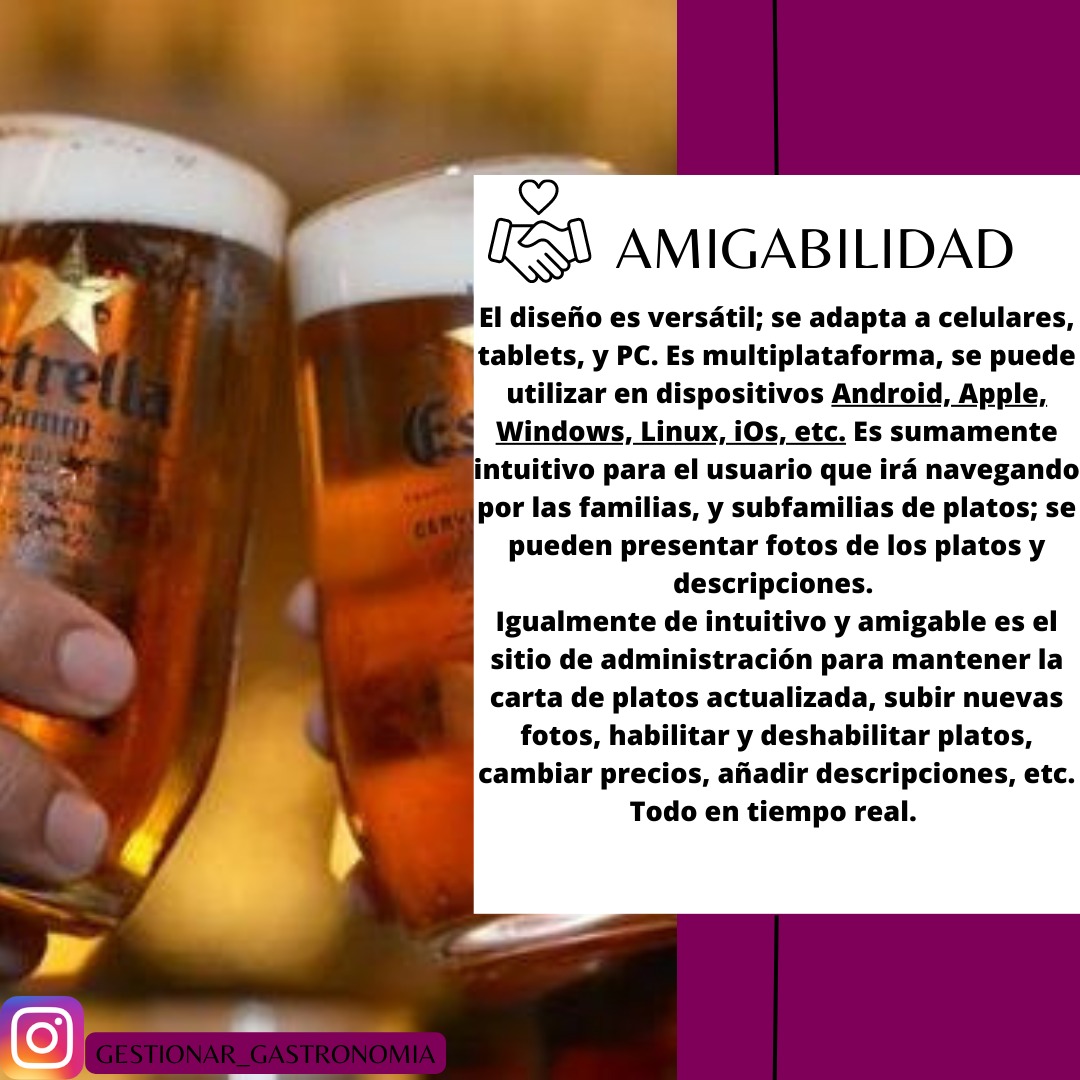 AMIGABILIDAD
El diseño es versátil; se adapta a celulares,
tablets, y PC. Es multiplataforma, se puede
utilizar en dispositivos Android, Apple,
Windows, Linux, iOs, etc. Es sumamente
intuitivo para el usuario que irá navegando
por las familias, y subfamilias de platos; se
pueden presentar fotos de los platos y
descripciones.
Igualmente de intuitivo y amigable es el
sitio de administración para mantener la
carta de platos actualizada, subir nuevas
fotos, habilitar y deshabilitar platos,
cambiar precios, añadir descripciones, etc.
Todo en tiempo real.
strella
Damm
Es
CERV
GESTIONAR_GASTRONOMIA